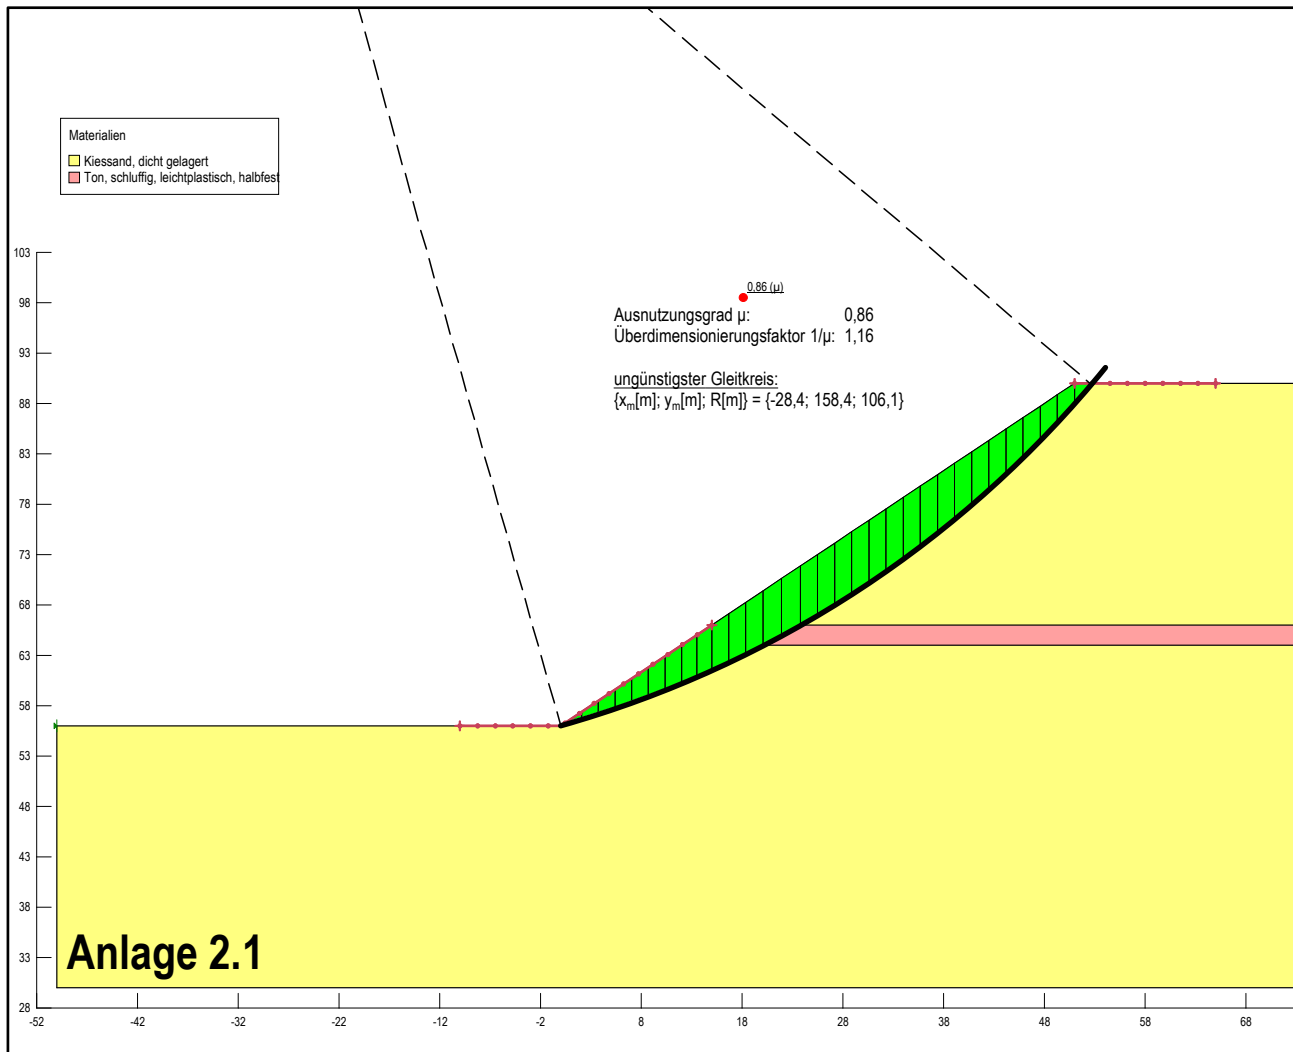 Materialien
Kiessand, dicht gelagert
Ton, schluffig, leichtplastisch, halbfest
103
98
93
88
83
78
73
68
63
58
53
48
43
38
33
28
0,86 (µ)
Ausnutzungsgrad µ: 0,86
Überdimensionierungsfaktor 1/µ: 1,16
ungünstigster Gleitkreis:
{xm[m]; ym[m]; R[m]} = {-28,4; 158,4; 106,1}
Anlage 2.1
-52 -42 -32 -22 -12 -2 8 18 28 38 48 58 68